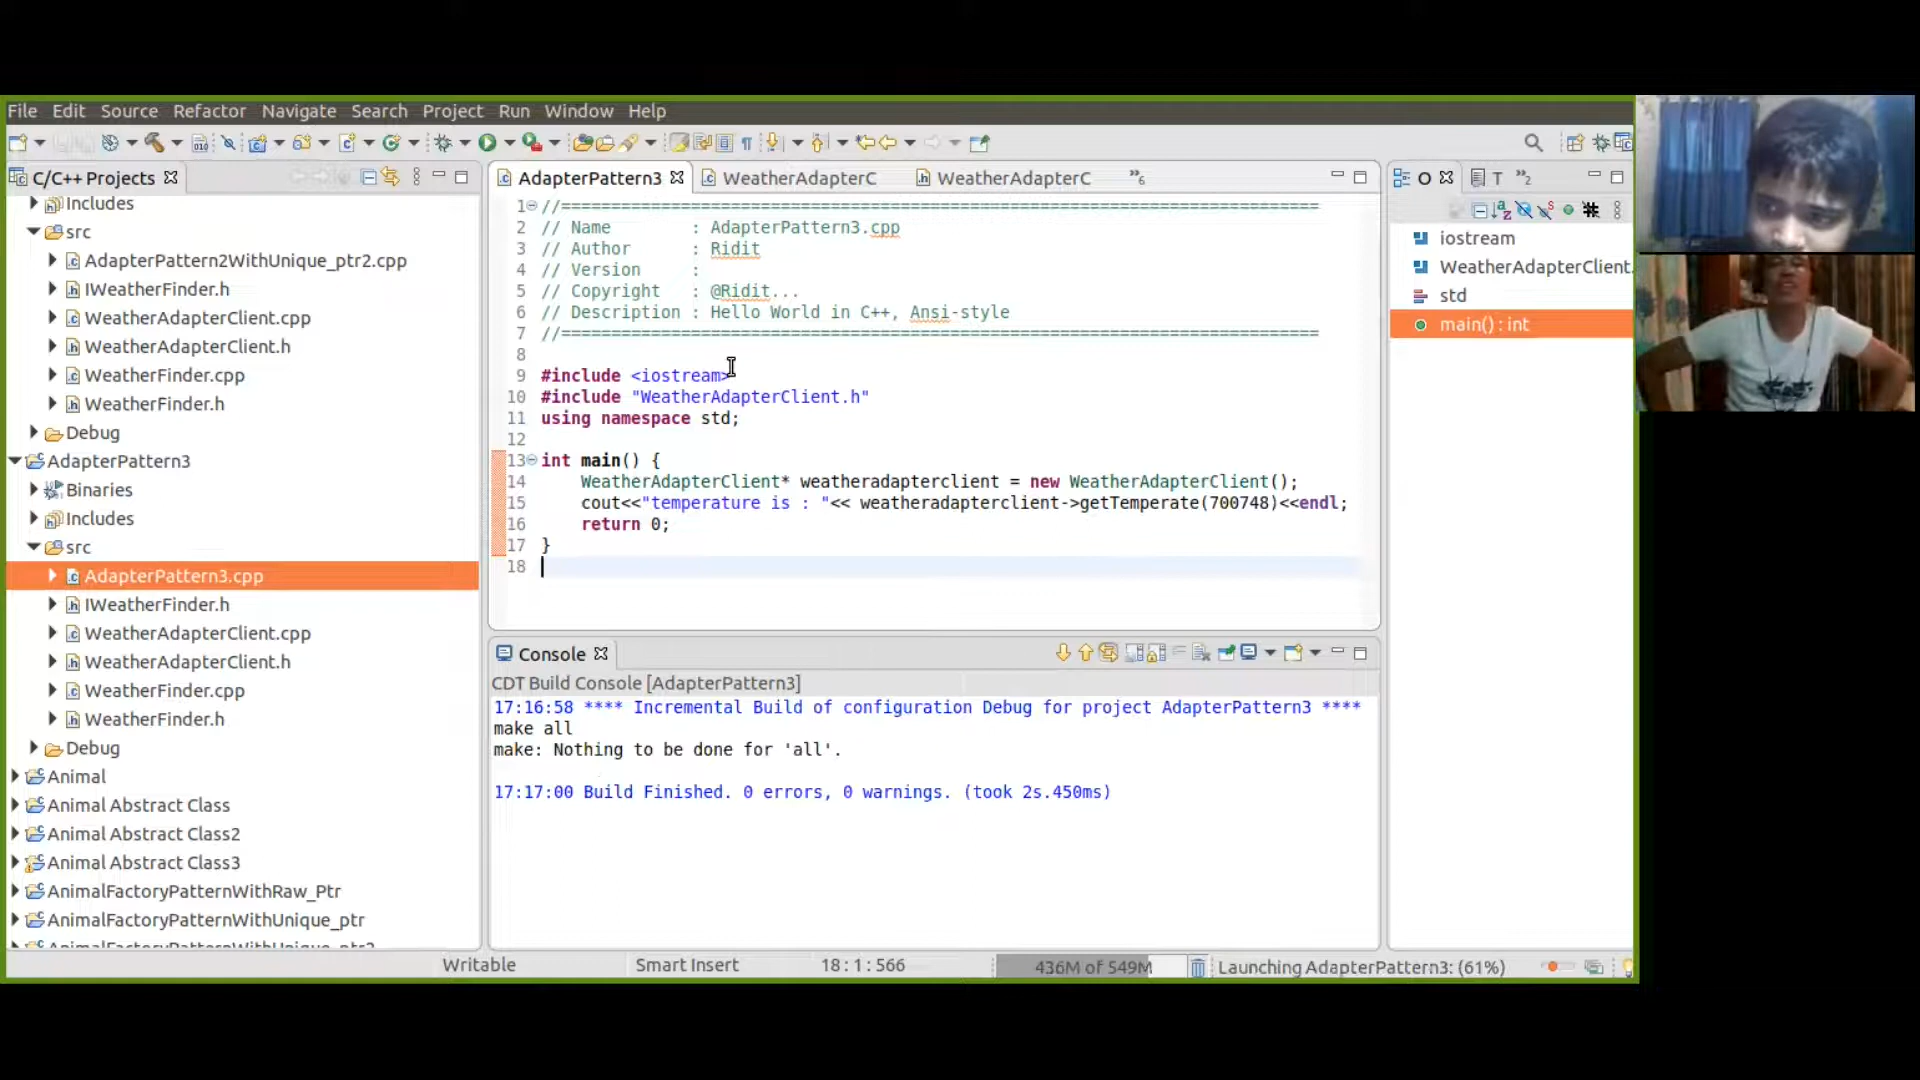 File Edit Source Refactor Navigate Search Project Run Window Help
C/C++ Projects
Includes
src
AdapterPattern2WithUnique_ptr2.cpp
IWeatherFinder.h
WeatherAdapterClient.cpp
WeatherAdapterClient.h
WeatherFinder.cpp
WeatherFinder.h
Debug
AdapterPattern3
Binaries
Includes
src
AdapterPattern3.cpp
IWeatherFinder.h
WeatherAdapterClient.cpp
WeatherAdapterClient.h
WeatherFinder.cpp
WeatherFinder.h
Debug
Animal
Animal Abstract Class
Animal Abstract Class2
Animal Abstract Class3
AnimalFactoryPatternWithRaw_Ptr
AnimalFactoryPatternWithUnique_ptr
AnimalFactoryPatternWithUnique_ptr2
AdapterPattern3 WeatherAdapterC WeatherAdapterC »6
1 //============================================================================
2 // Name        : AdapterPattern3.cpp
3 // Author      : Ridit
4 // Version     :
5 // Copyright   : @Ridit...
6 // Description : Hello World in C++, Ansi-style
7 //============================================================================
8
9 #include <iostream>
10 #include "WeatherAdapterClient.h"
11 using namespace std;
12
13 int main() {
14     WeatherAdapterClient* weatheradapterclient = new WeatherAdapterClient();
15     cout<<"temperature is : "<< weatheradapterclient->getTemperate(700748)<<endl;
16     return 0;
17 }
18
Console
CDT Build Console [AdapterPattern3]
17:16:58 **** Incremental Build of configuration Debug for project AdapterPattern3 ****
make all
make: Nothing to be done for 'all'.
17:17:00 Build Finished. 0 errors, 0 warnings. (took 2s.450ms)
O T »2
iostream
WeatherAdapterClient.
std
main() : int
Writable Smart Insert 18 : 1 : 566 436M of 549M Launching AdapterPattern3: (61%)